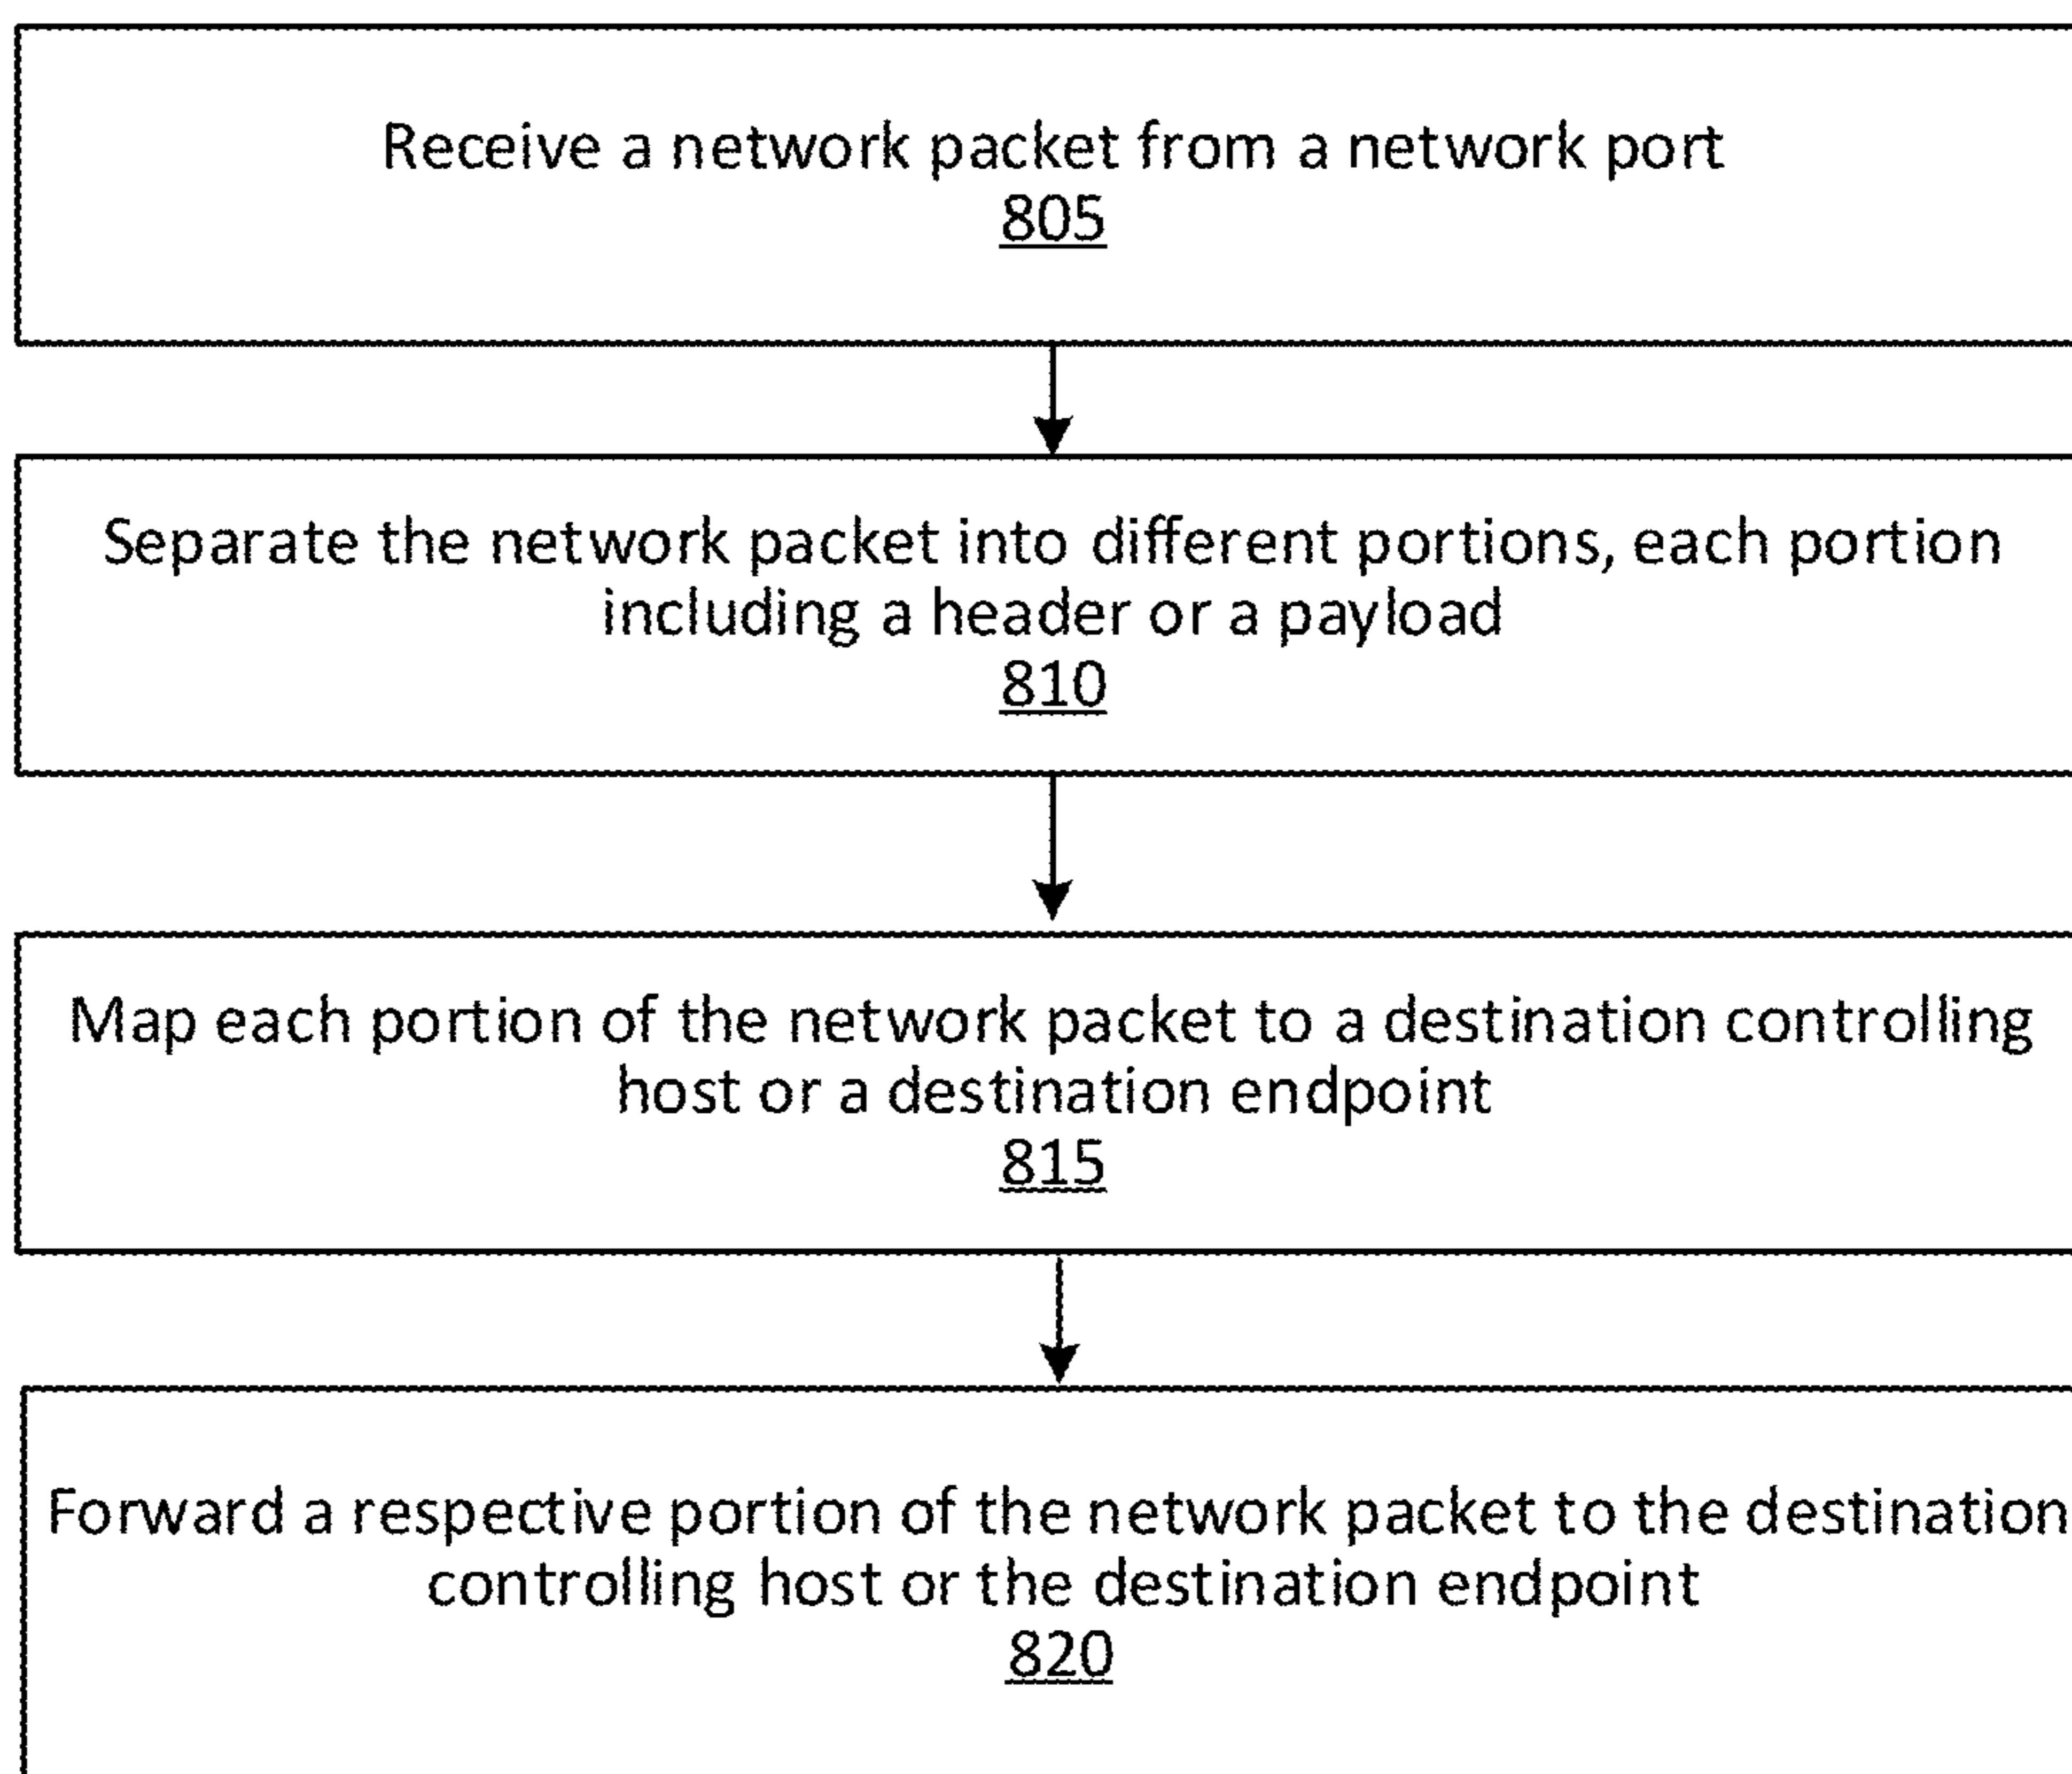 Receive a network packet from a network port
805
Separate the network packet into different portions, each portion
including a header or a payload
810
Map each portion of the network packet to a destination controlling
host or a destination endpoint
815
Forward a respective portion of the network packet to the destination
controlling host or the destination endpoint
820